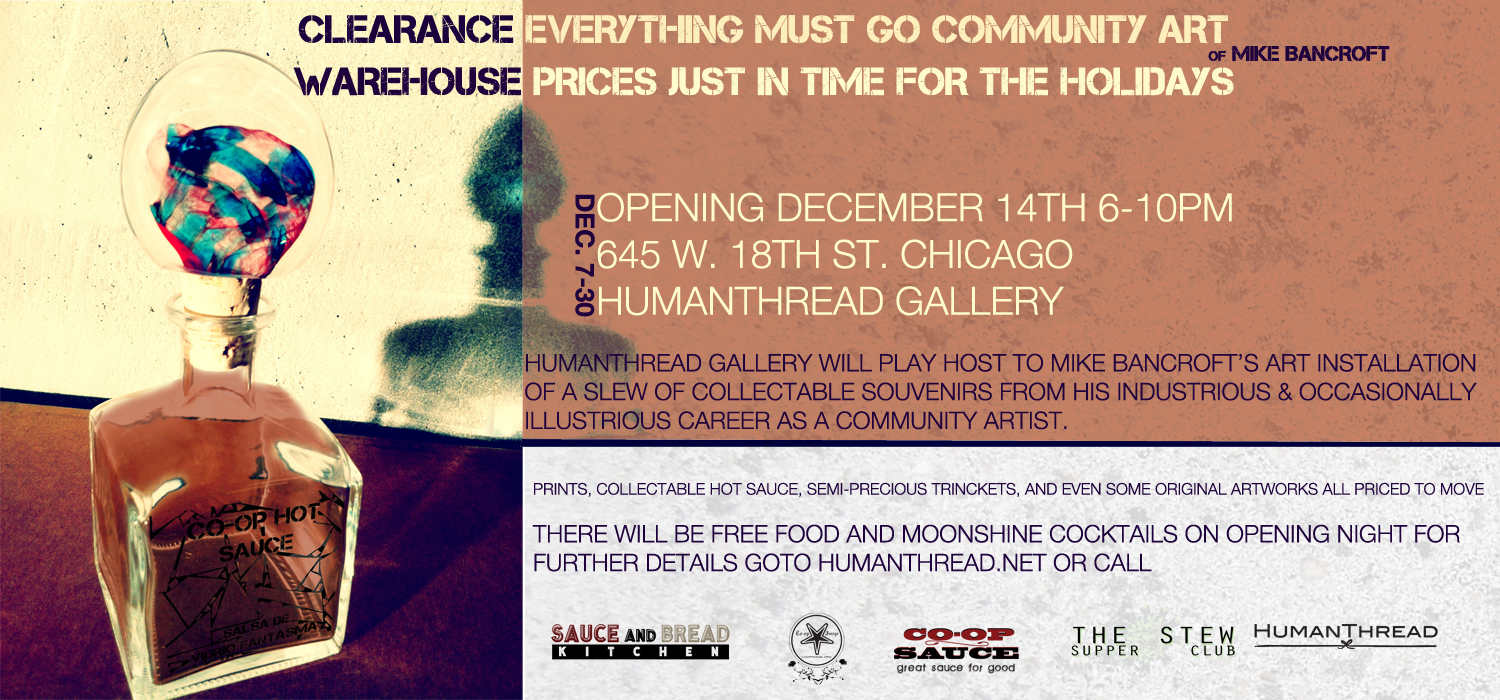 CLEARANCE EVERYTHING MUST GO COMMUNITY ART
OF MIKE BANCROFT
WAREHOUSE PRICES JUST IN TIME FOR THE HOLIDAYS
DEC. 7-30
OPENING DECEMBER 14TH 6-10PM
645 W. 18TH ST. CHICAGO
HUMANTHREAD GALLERY
HUMANTHREAD GALLERY WILL PLAY HOST TO MIKE BANCROFT'S ART INSTALLATION
OF A SLEW OF COLLECTABLE SOUVENIRS FROM HIS INDUSTRIOUS & OCCASIONALLY
ILLUSTRIOUS CAREER AS A COMMUNITY ARTIST.
PRINTS, COLLECTABLE HOT SAUCE, SEMI-PRECIOUS TRINCKETS, AND EVEN SOME ORIGINAL ARTWORKS ALL PRICED TO MOVE
THERE WILL BE FREE FOOD AND MOONSHINE COCKTAILS ON OPENING NIGHT FOR
FURTHER DETAILS GOTO HUMANTHREAD.NET OR CALL
CO-OP HOT
SAUCE
SALSA DE
FANTASMA
VIDRIO
SAUCE AND BREAD
KITCHEN
CO-OP
SAUCE
great sauce for good
THE STEW
SUPPER CLUB
HUMANTHREAD